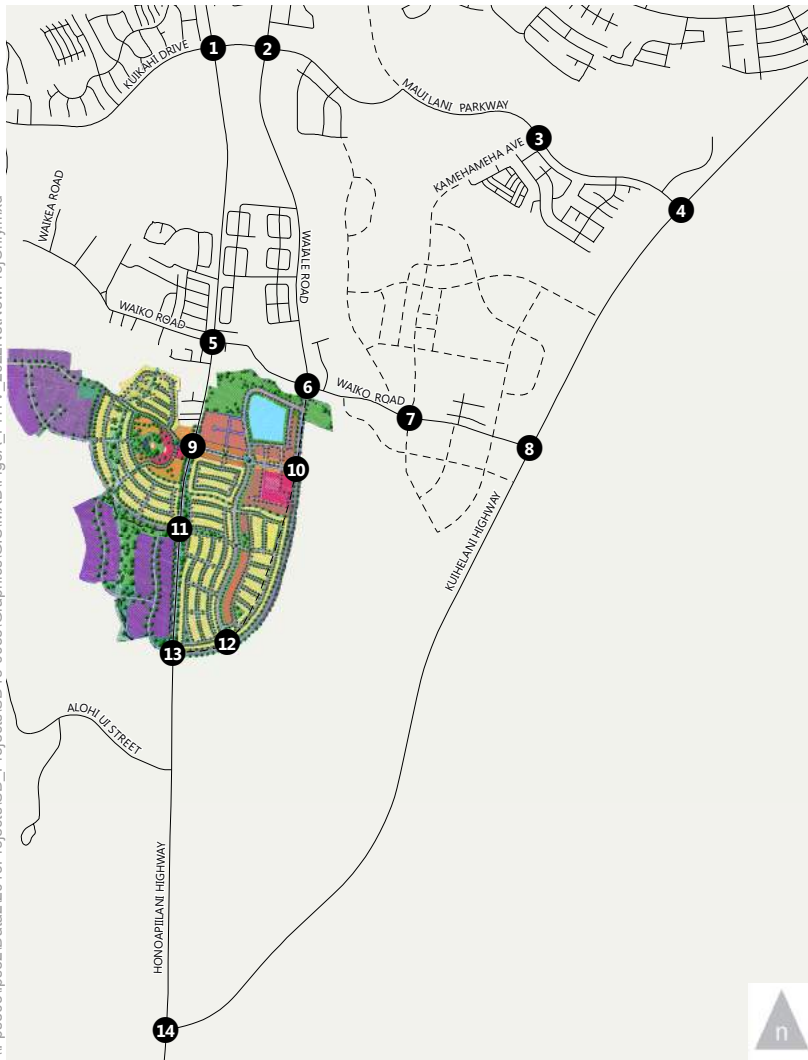 1
2
KUIKAHI DRIVE
MAUI LANI PARKWAY
3
KAMEHAMEHA AVE
4
WAIKEA ROAD
WAIALE ROAD
WAIKO ROAD
5
6
WAIKO ROAD
7
8
9
10
11
KUIHELANI HIGHWAY
12
13
ALOHI UI STREET
HONOAPIILANI HIGHWAY
14
n